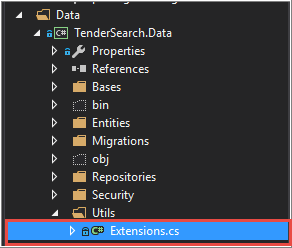 Data
C# TenderSearch.Data
Properties
References
Bases
bin
Entities
Migrations
obj
Repositories
Security
Utils
C# Extensions.cs